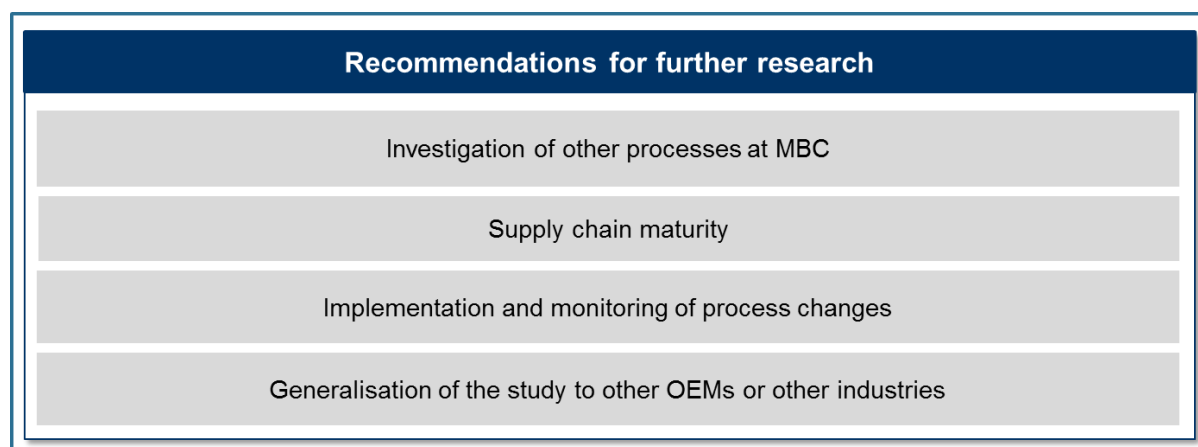 Recommendations for further research
Investigation of other processes at MBC
Supply chain maturity
Implementation and monitoring of process changes
Generalisation of the study to other OEMs or other industries